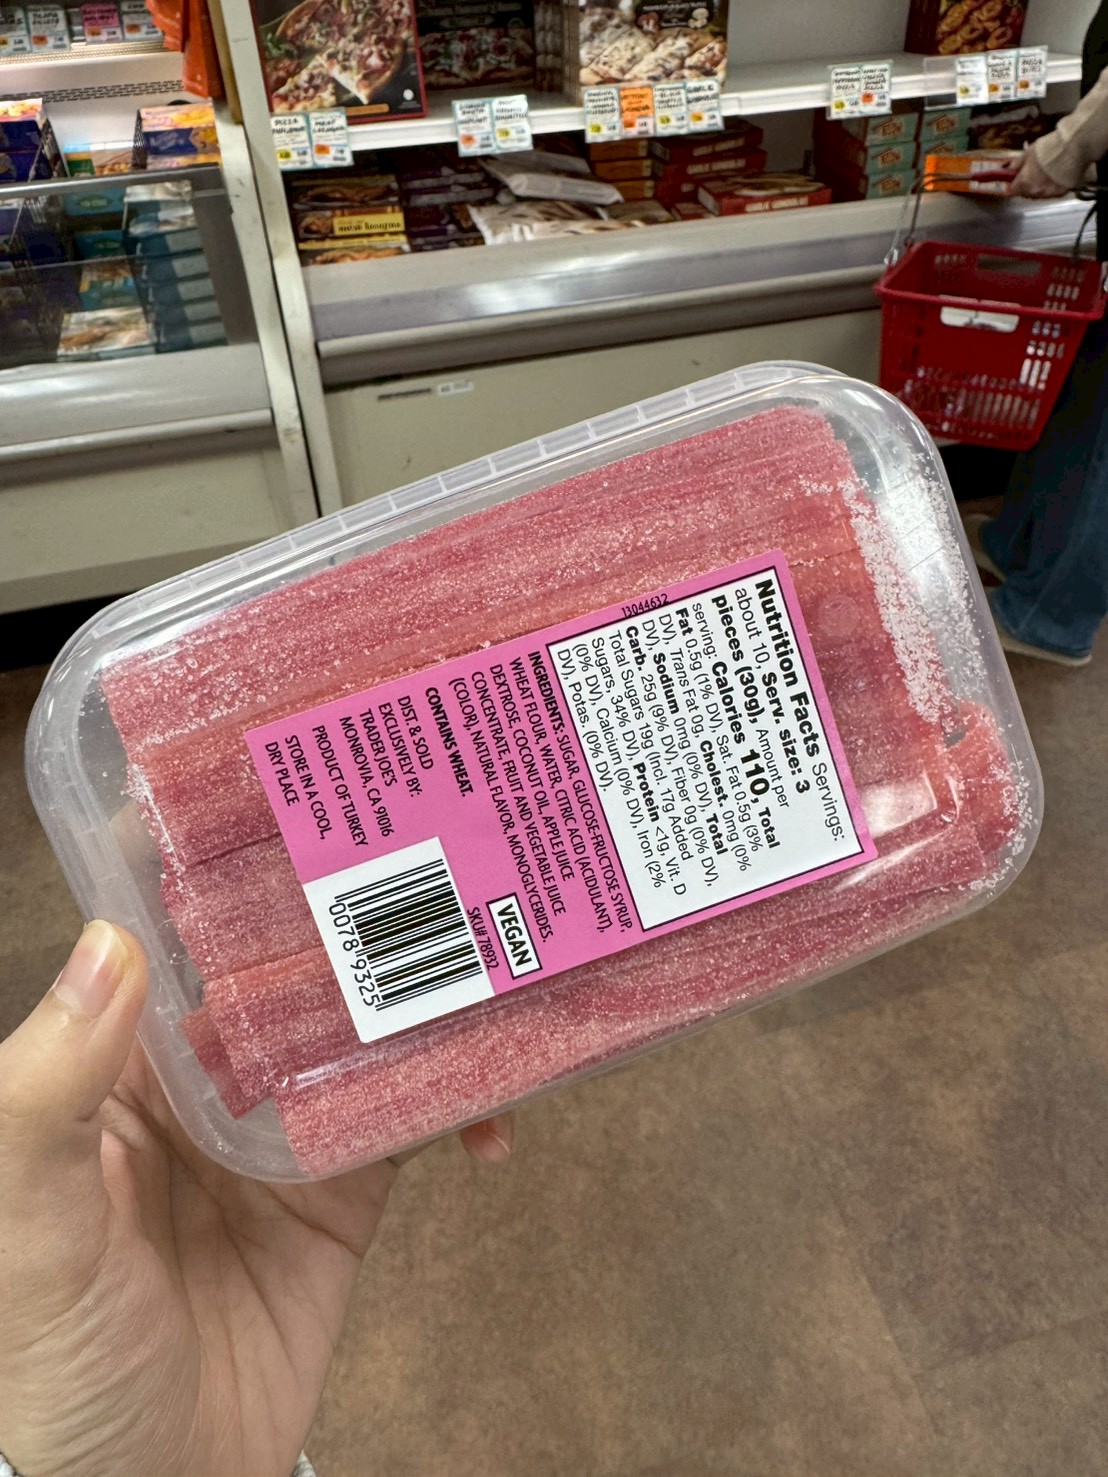 13044632
Nutrition Facts Servings:
about 10, Serv. size: 3
pieces (30g), Amount per
serving: Calories 110, Total
Fat 0.5g (1% DV), Sat. Fat 0.5g (3%
DV), Trans Fat 0g, Cholest. 0mg (0%
DV), Sodium 0mg (0% DV), Total
Carb. 25g (9% DV), Fiber 0g (0% DV),
Total Sugars 19g (Incl. 17g Added
Sugars, 34% DV), Protein <1g, Vit. D
(0% DV), Calcium (0% DV), Iron (2%
DV), Potas. (0% DV).
INGREDIENTS: SUGAR, GLUCOSE-FRUCTOSE SYRUP,
WHEAT FLOUR, WATER, CITRIC ACID (ACIDULANT),
DEXTROSE, COCONUT OIL, APPLE JUICE
CONCENTRATE, FRUIT AND VEGETABLE JUICE
(COLOR), NATURAL FLAVOR, MONOGLYCERIDES.
CONTAINS WHEAT.
VEGAN
SKU# 78932
DIST. & SOLD
EXCLUSIVELY BY:
TRADER JOE'S
MONROVIA, CA 91016
PRODUCT OF TURKEY
STORE IN A COOL,
DRY PLACE
0078 9325